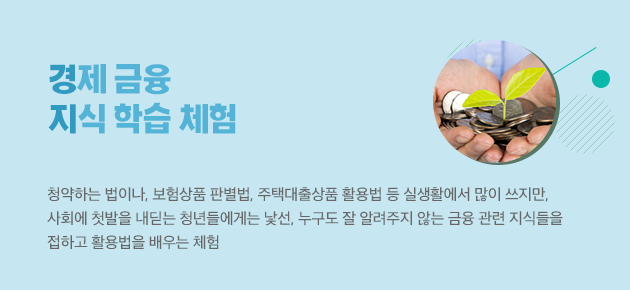 경제 금융
지식 학습 체험
청약하는 법이나, 보험상품 판별법, 주택대출상품 활용법 등 실생활에서 많이 쓰지만,
사회에 첫발을 내딛는 청년들에게는 낯선, 누구도 잘 알려주지 않는 금융 관련 지식들을
접하고 활용법을 배우는 체험